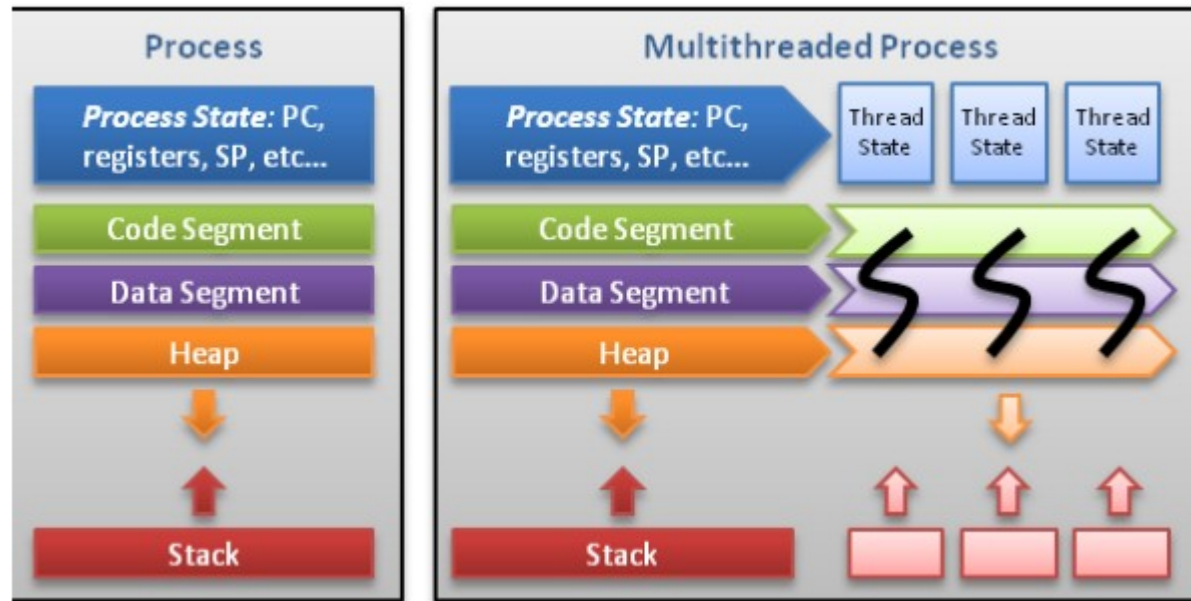 Process
Process State: PC,
registers, SP, etc...
Code Segment
Data Segment
Heap
Stack
Multithreaded Process
Process State: PC,
registers, SP, etc...
Thread
State
Thread
State
Thread
State
Code Segment
Data Segment
Heap
Stack